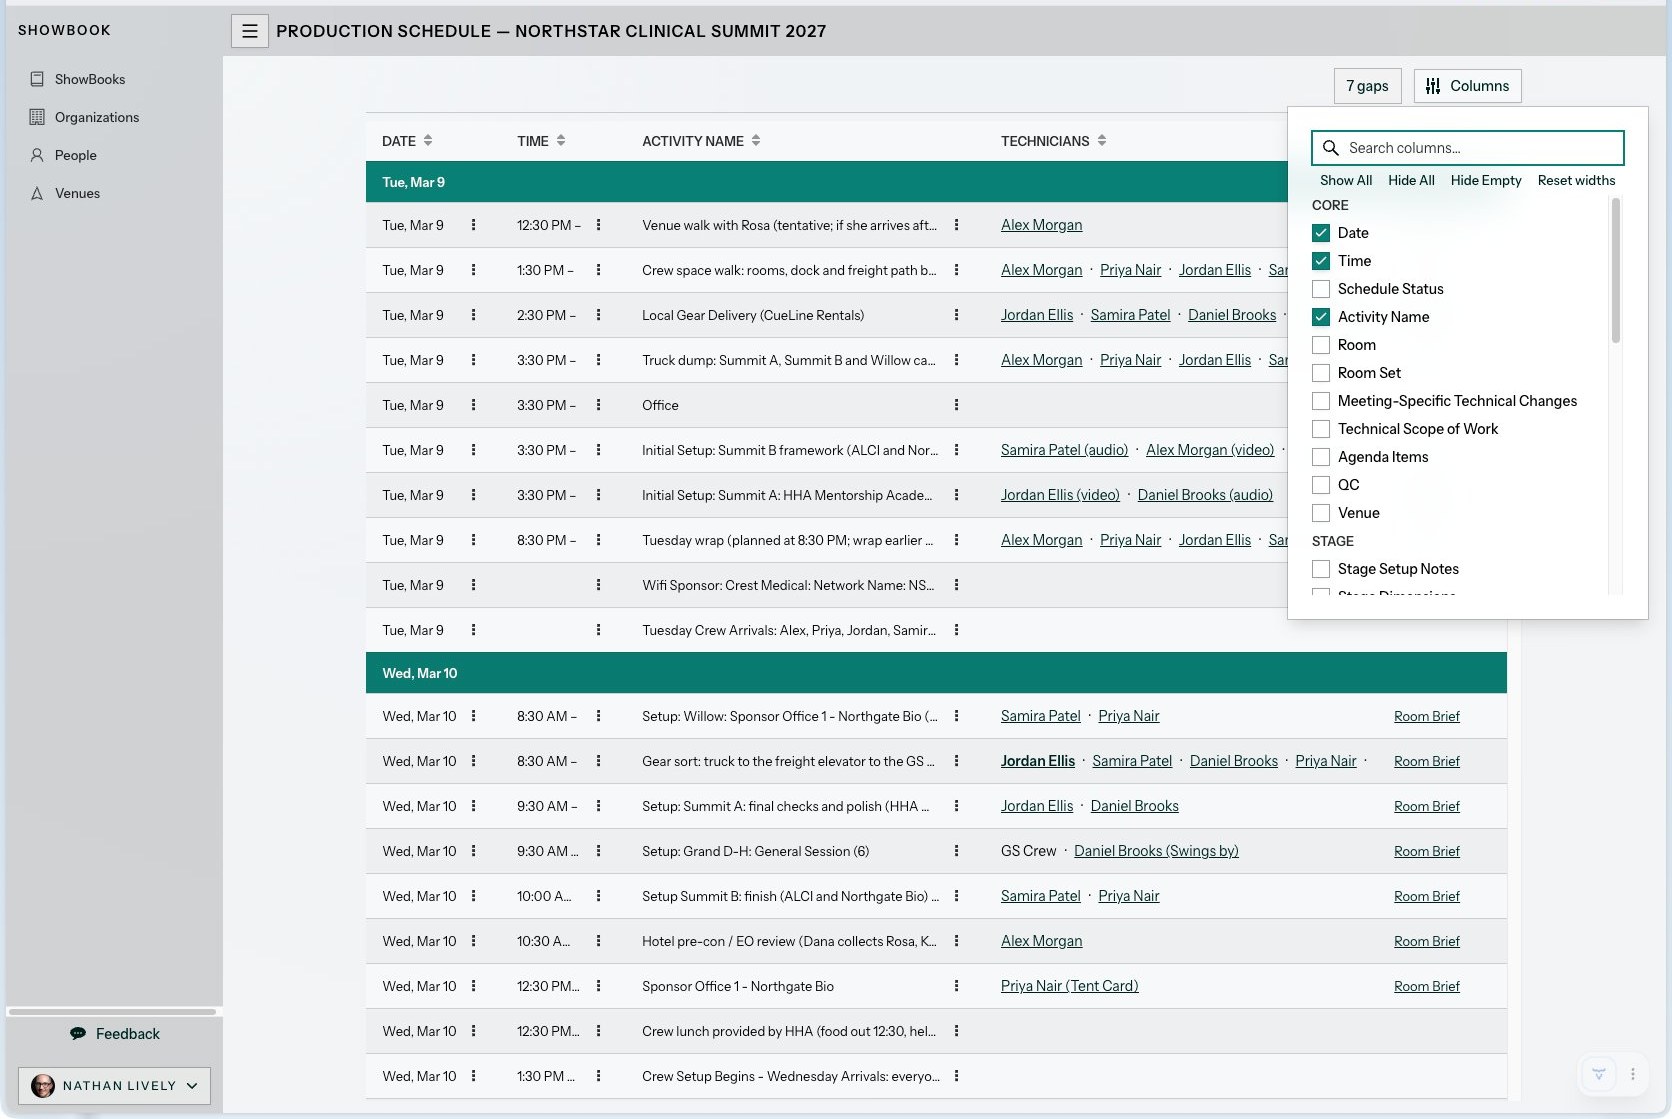 SHOWBOOK
PRODUCTION SCHEDULE — NORTHSTAR CLINICAL SUMMIT 2027
ShowBooks
Organizations
People
Venues
Feedback
NATHAN LIVELY
7 gaps
Columns
DATE TIME ACTIVITY NAME TECHNICIANS
Tue, Mar 9
Tue, Mar 9 12:30 PM – Venue walk with Rosa (tentative; if she arrives aft... Alex Morgan
Tue, Mar 9 1:30 PM – Crew space walk: rooms, dock and freight path b... Alex Morgan · Priya Nair · Jordan Ellis · Sar
Tue, Mar 9 2:30 PM – Local Gear Delivery (CueLine Rentals) Jordan Ellis · Samira Patel · Daniel Brooks ·
Tue, Mar 9 3:30 PM – Truck dump: Summit A, Summit B and Willow ca... Alex Morgan · Priya Nair · Jordan Ellis · Sar
Tue, Mar 9 3:30 PM – Office
Tue, Mar 9 3:30 PM – Initial Setup: Summit B framework (ALCI and Nor... Samira Patel (audio) · Alex Morgan (video) ·
Tue, Mar 9 3:30 PM – Initial Setup: Summit A: HHA Mentorship Acade... Jordan Ellis (video) · Daniel Brooks (audio)
Tue, Mar 9 8:30 PM – Tuesday wrap (planned at 8:30 PM; wrap earlier ... Alex Morgan · Priya Nair · Jordan Ellis · Sar
Tue, Mar 9 Wifi Sponsor: Crest Medical: Network Name: NS...
Tue, Mar 9 Tuesday Crew Arrivals: Alex, Priya, Jordan, Samir...
Wed, Mar 10
Wed, Mar 10 8:30 AM – Setup: Willow: Sponsor Office 1 - Northgate Bio (... Samira Patel · Priya Nair Room Brief
Wed, Mar 10 8:30 AM – Gear sort: truck to the freight elevator to the GS ... Jordan Ellis · Samira Patel · Daniel Brooks · Priya Nair · Room Brief
Wed, Mar 10 9:30 AM – Setup: Summit A: final checks and polish (HHA ... Jordan Ellis · Daniel Brooks Room Brief
Wed, Mar 10 9:30 AM ... Setup: Grand D-H: General Session (6) GS Crew · Daniel Brooks (Swings by) Room Brief
Wed, Mar 10 10:00 A... Setup Summit B: finish (ALCI and Northgate Bio) ... Samira Patel · Priya Nair Room Brief
Wed, Mar 10 10:30 A... Hotel pre-con / EO review (Dana collects Rosa, K... Alex Morgan Room Brief
Wed, Mar 10 12:30 PM... Sponsor Office 1 - Northgate Bio Priya Nair (Tent Card) Room Brief
Wed, Mar 10 12:30 PM... Crew lunch provided by HHA (food out 12:30, hel...
Wed, Mar 10 1:30 PM ... Crew Setup Begins - Wednesday Arrivals: everyo...
Search columns...
Show All Hide All Hide Empty Reset widths
CORE
Date
Time
Schedule Status
Activity Name
Room
Room Set
Meeting-Specific Technical Changes
Technical Scope of Work
Agenda Items
QC
Venue
STAGE
Stage Setup Notes
Stage Dimensions